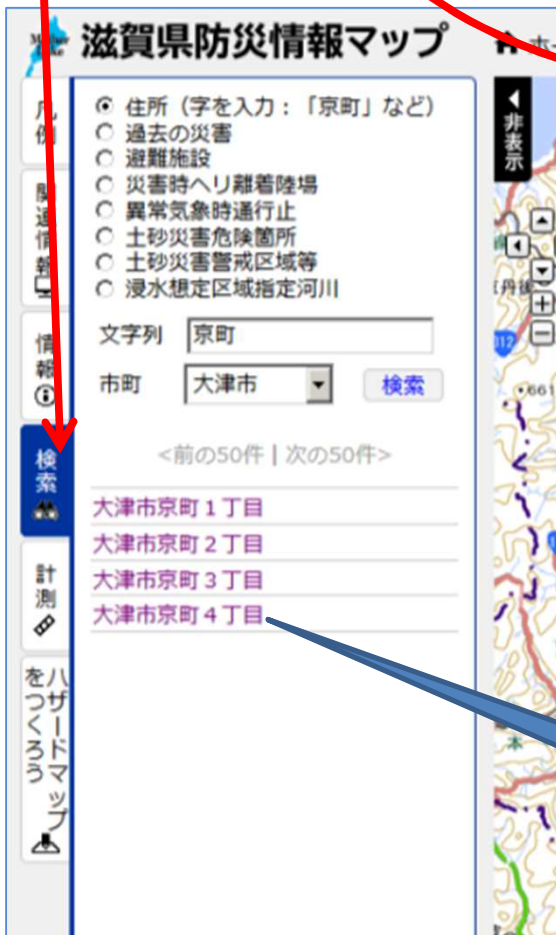 滋賀県防災情報マップ
凡例
関連情報
情報
検索
計測
ハザードマップ
をつくろう
住所（字を入力：「京町」など）
過去の災害
避難施設
災害時ヘリ離着陸場
異常気象時通行止
土砂災害危険箇所
土砂災害警戒区域等
浸水想定区域指定河川
文字列 京町
市町 大津市 検索
<前の50件 | 次の50件>
大津市京町１丁目
大津市京町２丁目
大津市京町３丁目
大津市京町４丁目
非表示
661